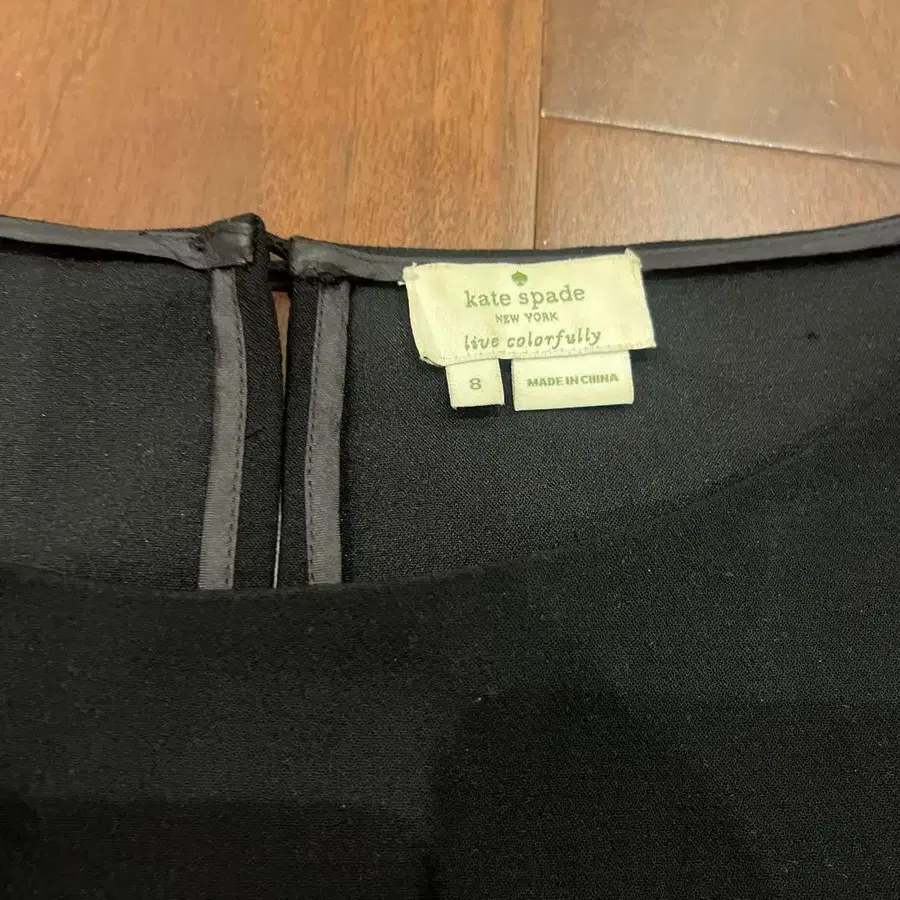 kate spade
NEW YORK
live colorfully
8
MADE IN CHINA